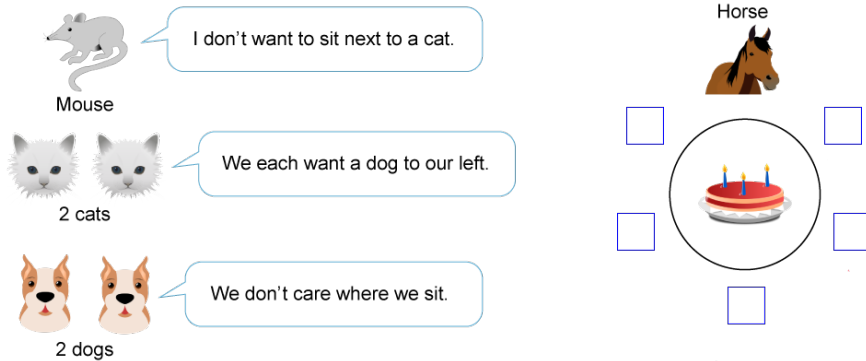 I don’t want to sit next to a cat.
Mouse
We each want a dog to our left.
2 cats
We don’t care where we sit.
2 dogs
Horse